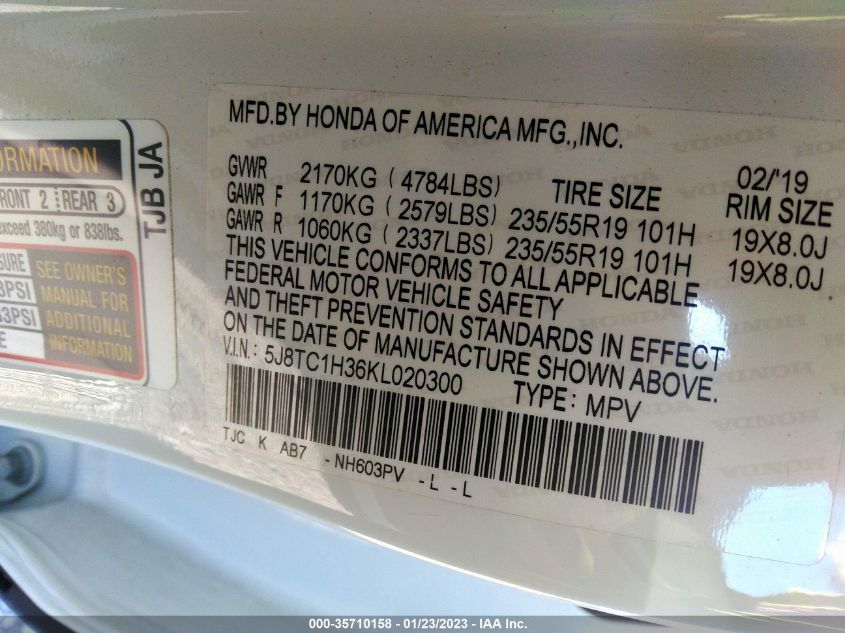 ORMATION
FRONT 2 REAR 3
exceed 380kg or 838lbs.
SURE SEE OWNER'S
3PSI MANUAL FOR
3PSI ADDITIONAL
E INFORMATION.
TJB JA
MFD.BY HONDA OF AMERICA MFG.,INC.
02/'19
GVWR 2170KG (4784LBS) TIRE SIZE RIM SIZE
GAWR F 1170KG (2579LBS) 235/55R19 101H 19X8.0J
GAWR R 1060KG (2337LBS) 235/55R19 101H 19X8.0J
THIS VEHICLE CONFORMS TO ALL APPLICABLE
FEDERAL MOTOR VEHICLE SAFETY
AND THEFT PREVENTION STANDARDS IN EFFECT
ON THE DATE OF MANUFACTURE SHOWN ABOVE.
V.I.N.: 5J8TC1H36KL020300 TYPE: MPV
TJC K AB7 -NH603PV -L -L
000-35710158 - 01/23/2023 - IAA Inc.